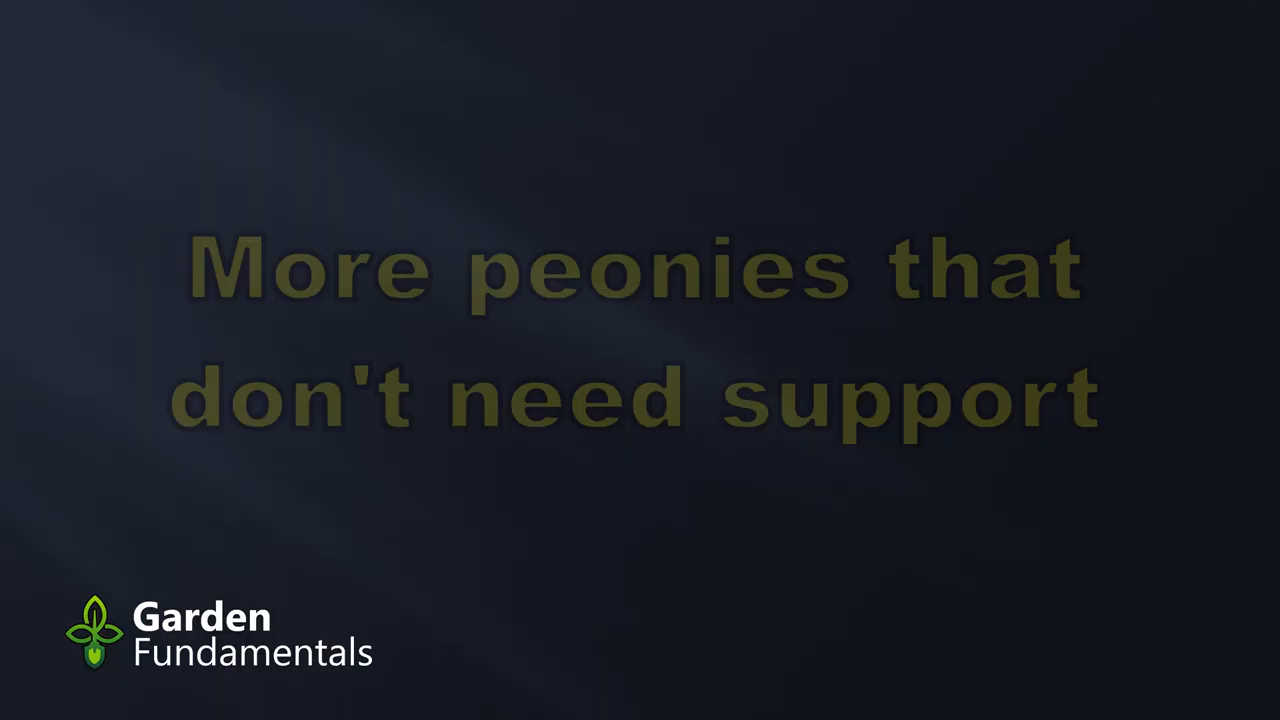 More peonies that
don't need support
Garden
Fundamentals